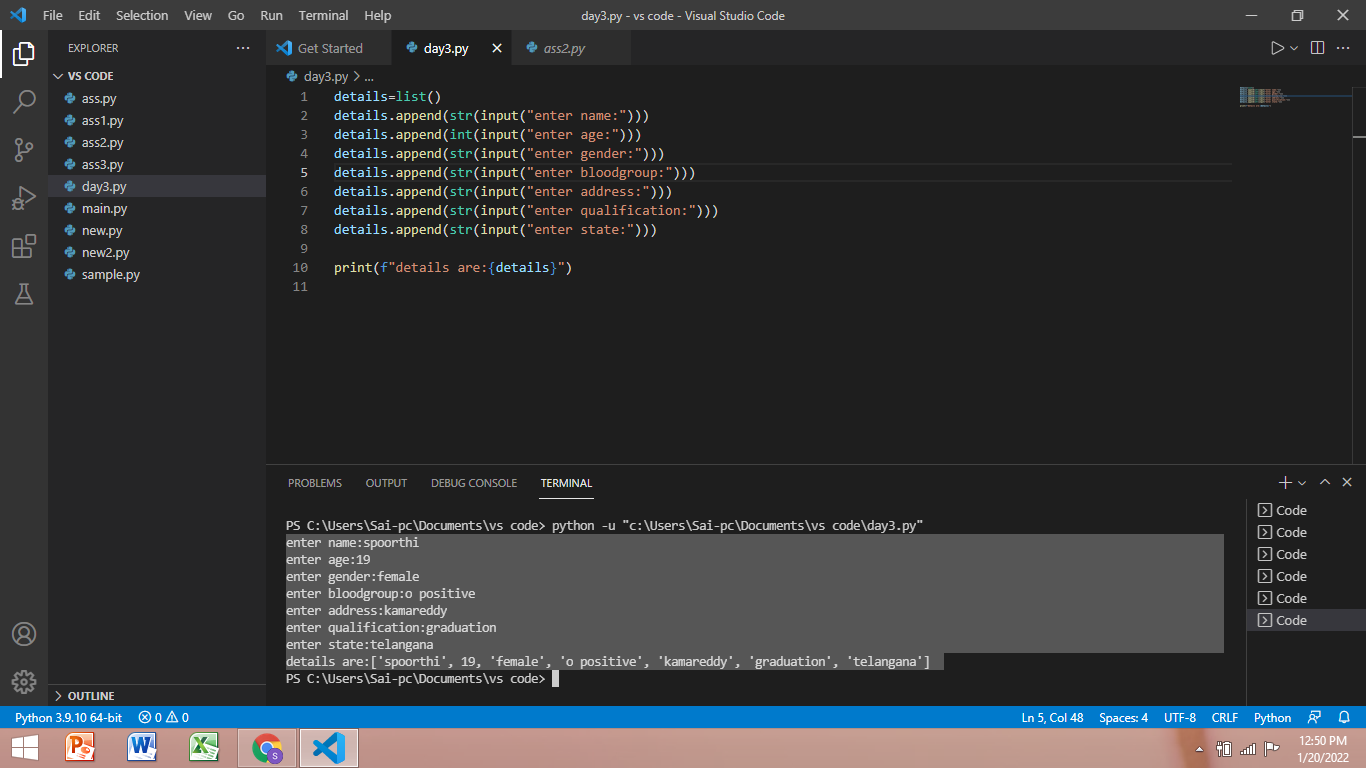 File Edit Selection View Go Run Terminal Help day3.py - vs code - Visual Studio Code
EXPLORER
VS CODE
ass.py
ass1.py
ass2.py
ass3.py
day3.py
main.py
new.py
new2.py
sample.py
OUTLINE
Get Started day3.py ass2.py
day3.py > ...
1 details=list()
2 details.append(str(input("enter name:")))
3 details.append(int(input("enter age:")))
4 details.append(str(input("enter gender:")))
5 details.append(str(input("enter bloodgroup:")))
6 details.append(str(input("enter address:")))
7 details.append(str(input("enter qualification:")))
8 details.append(str(input("enter state:")))
9
10 print(f"details are:{details}")
11
PROBLEMS OUTPUT DEBUG CONSOLE TERMINAL
PS C:\Users\Sai-pc\Documents\vs code> python -u "c:\Users\Sai-pc\Documents\vs code\day3.py"
enter name:spoorthi
enter age:19
enter gender:female
enter bloodgroup:o positive
enter address:kamareddy
enter qualification:graduation
enter state:telangana
details are:['spoorthi', 19, 'female', 'o positive', 'kamareddy', 'graduation', 'telangana']
PS C:\Users\Sai-pc\Documents\vs code>
Code
Code
Code
Code
Code
Code
Python 3.9.10 64-bit 0 0 Ln 5, Col 48 Spaces: 4 UTF-8 CRLF Python
12:50 PM
1/20/2022